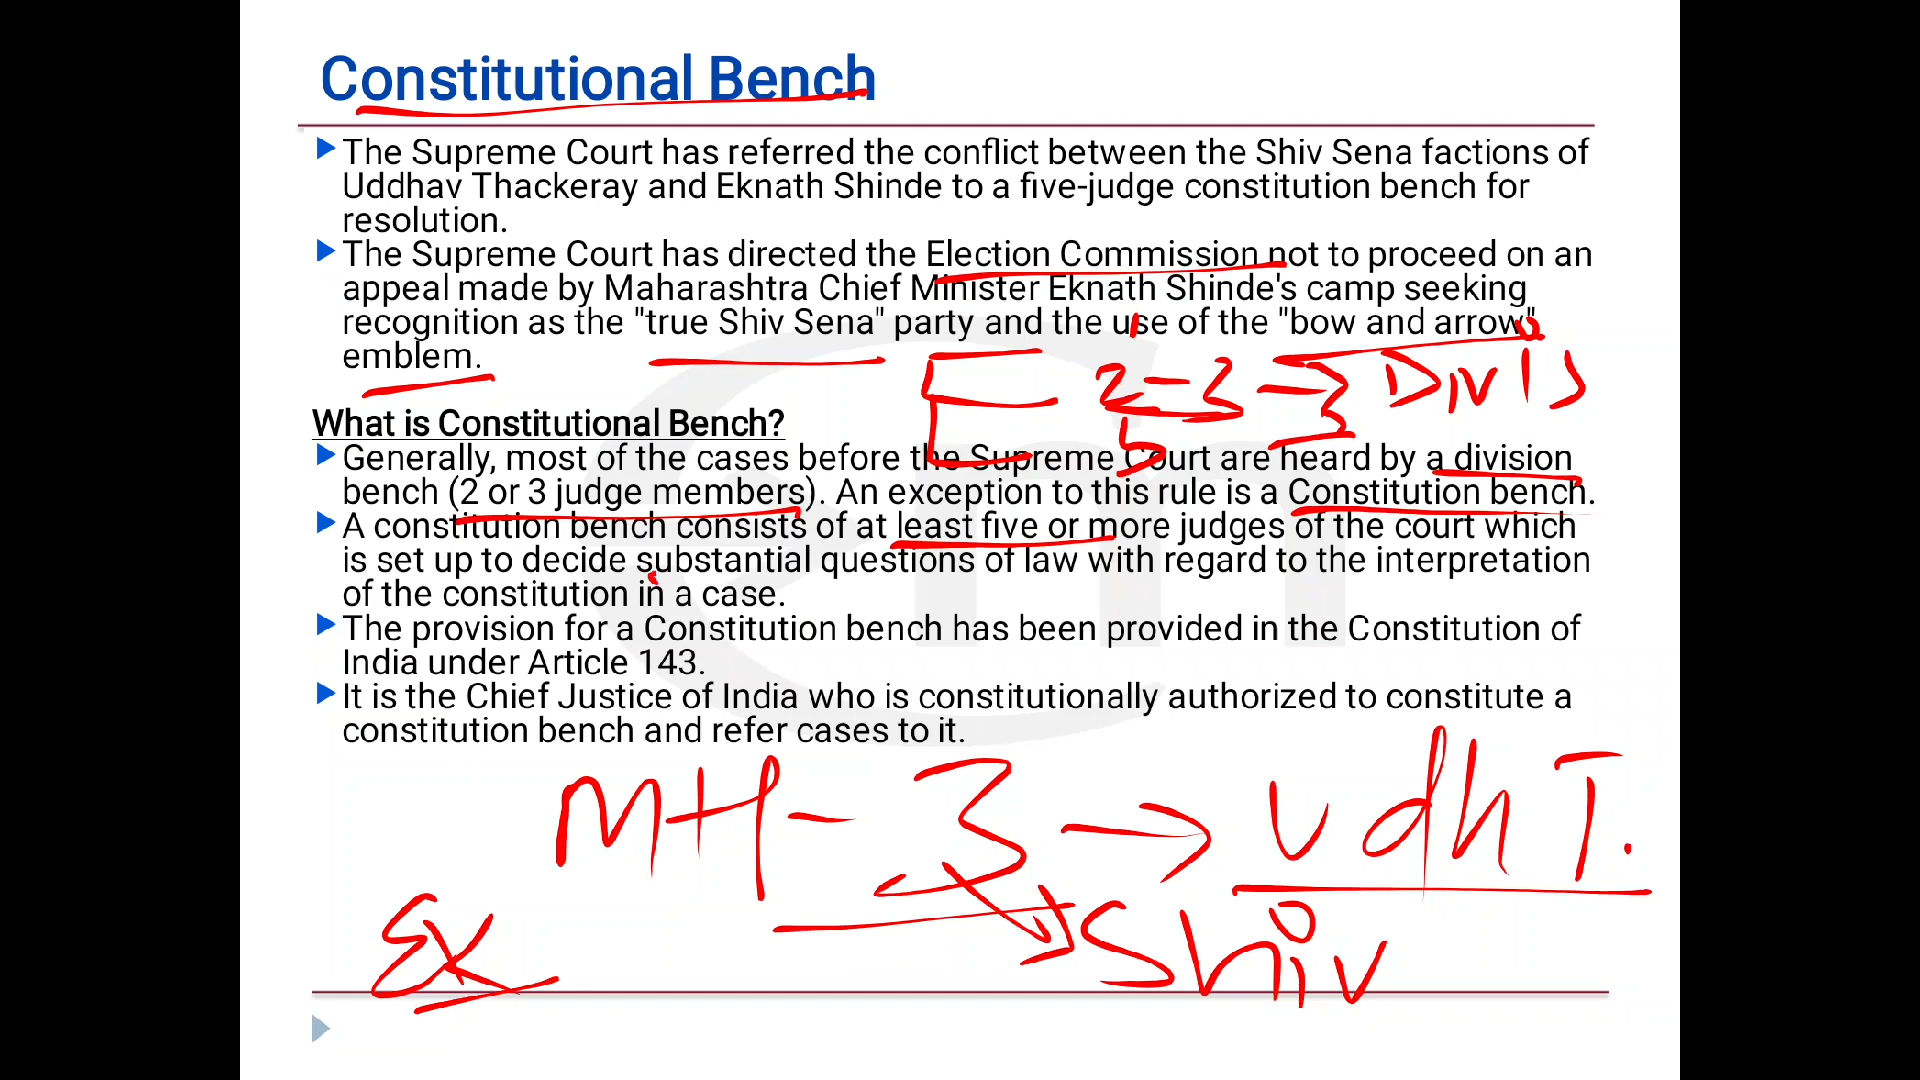 Constitutional Bench
The Supreme Court has referred the conflict between the Shiv Sena factions of
Uddhav Thackeray and Eknath Shinde to a five-judge constitution bench for
resolution.
The Supreme Court has directed the Election Commission not to proceed on an
appeal made by Maharashtra Chief Minister Eknath Shinde's camp seeking
recognition as the "true Shiv Sena" party and the use of the "bow and arrow"
emblem.
2-3-3 Divis
5
What is Constitutional Bench?
Generally, most of the cases before the Supreme Court are heard by a division
bench (2 or 3 judge members). An exception to this rule is a Constitution bench.
A constitution bench consists of at least five or more judges of the court which
is set up to decide substantial questions of law with regard to the interpretation
of the constitution in a case.
The provision for a Constitution bench has been provided in the Constitution of
India under Article 143.
It is the Chief Justice of India who is constitutionally authorized to constitute a
constitution bench and refer cases to it.
MH-3 → UdhT.
Ek
Shiv